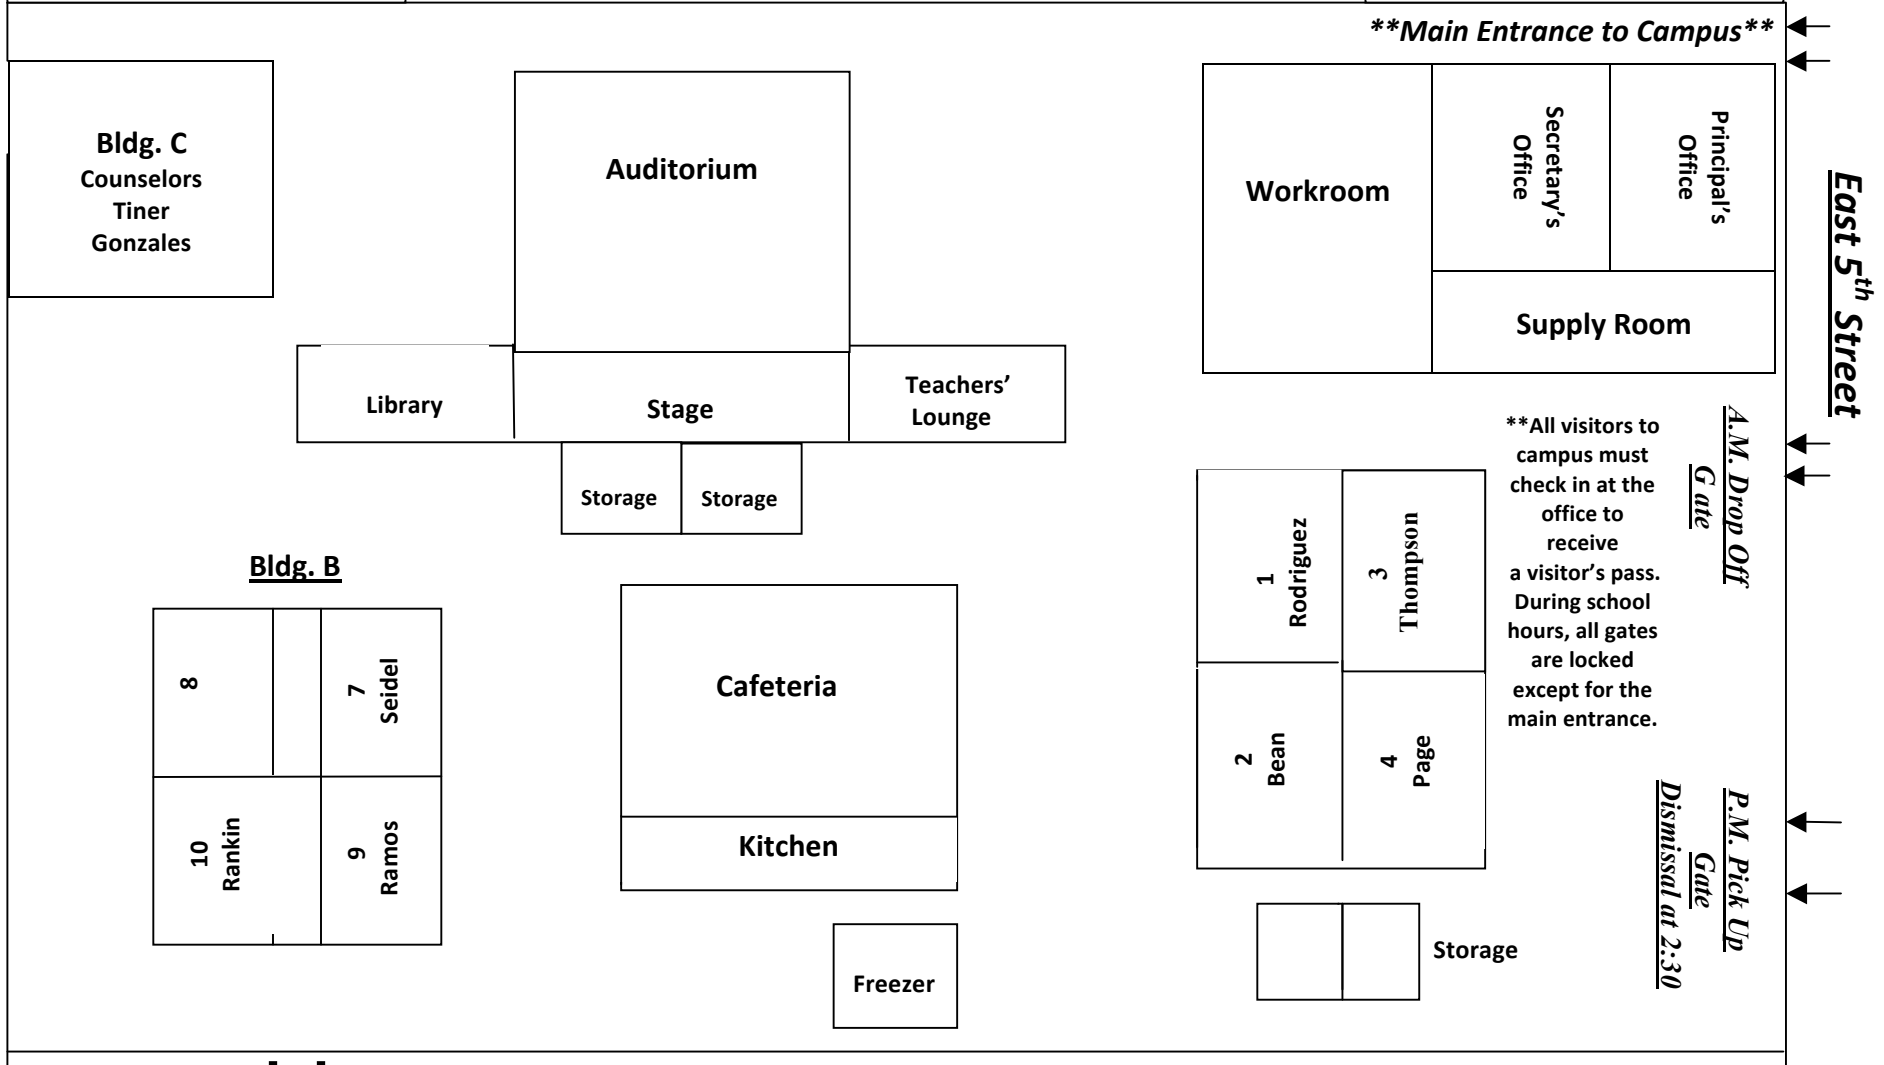 **Main Entrance to Campus**
Bldg. C
Counselors
Tiner
Gonzales
Auditorium
Workroom
Secretary's
Office
Principal's
Office
Supply Room
East 5th Street
Library
Stage
Teachers'
Lounge
Storage
Storage
**All visitors to
campus must
check in at the
office to
receive
a visitor's pass.
During school
hours, all gates
are locked
except for the
main entrance.
A.M. Drop Off
G ate
Bldg. B
8
7
Seidel
10
Rankin
9
Ramos
Cafeteria
Kitchen
Freezer
1
Rodriguez
3
Thompson
2
Bean
4
Page
Storage
P.M. Pick Up
Gate
Dismissal at 2:30